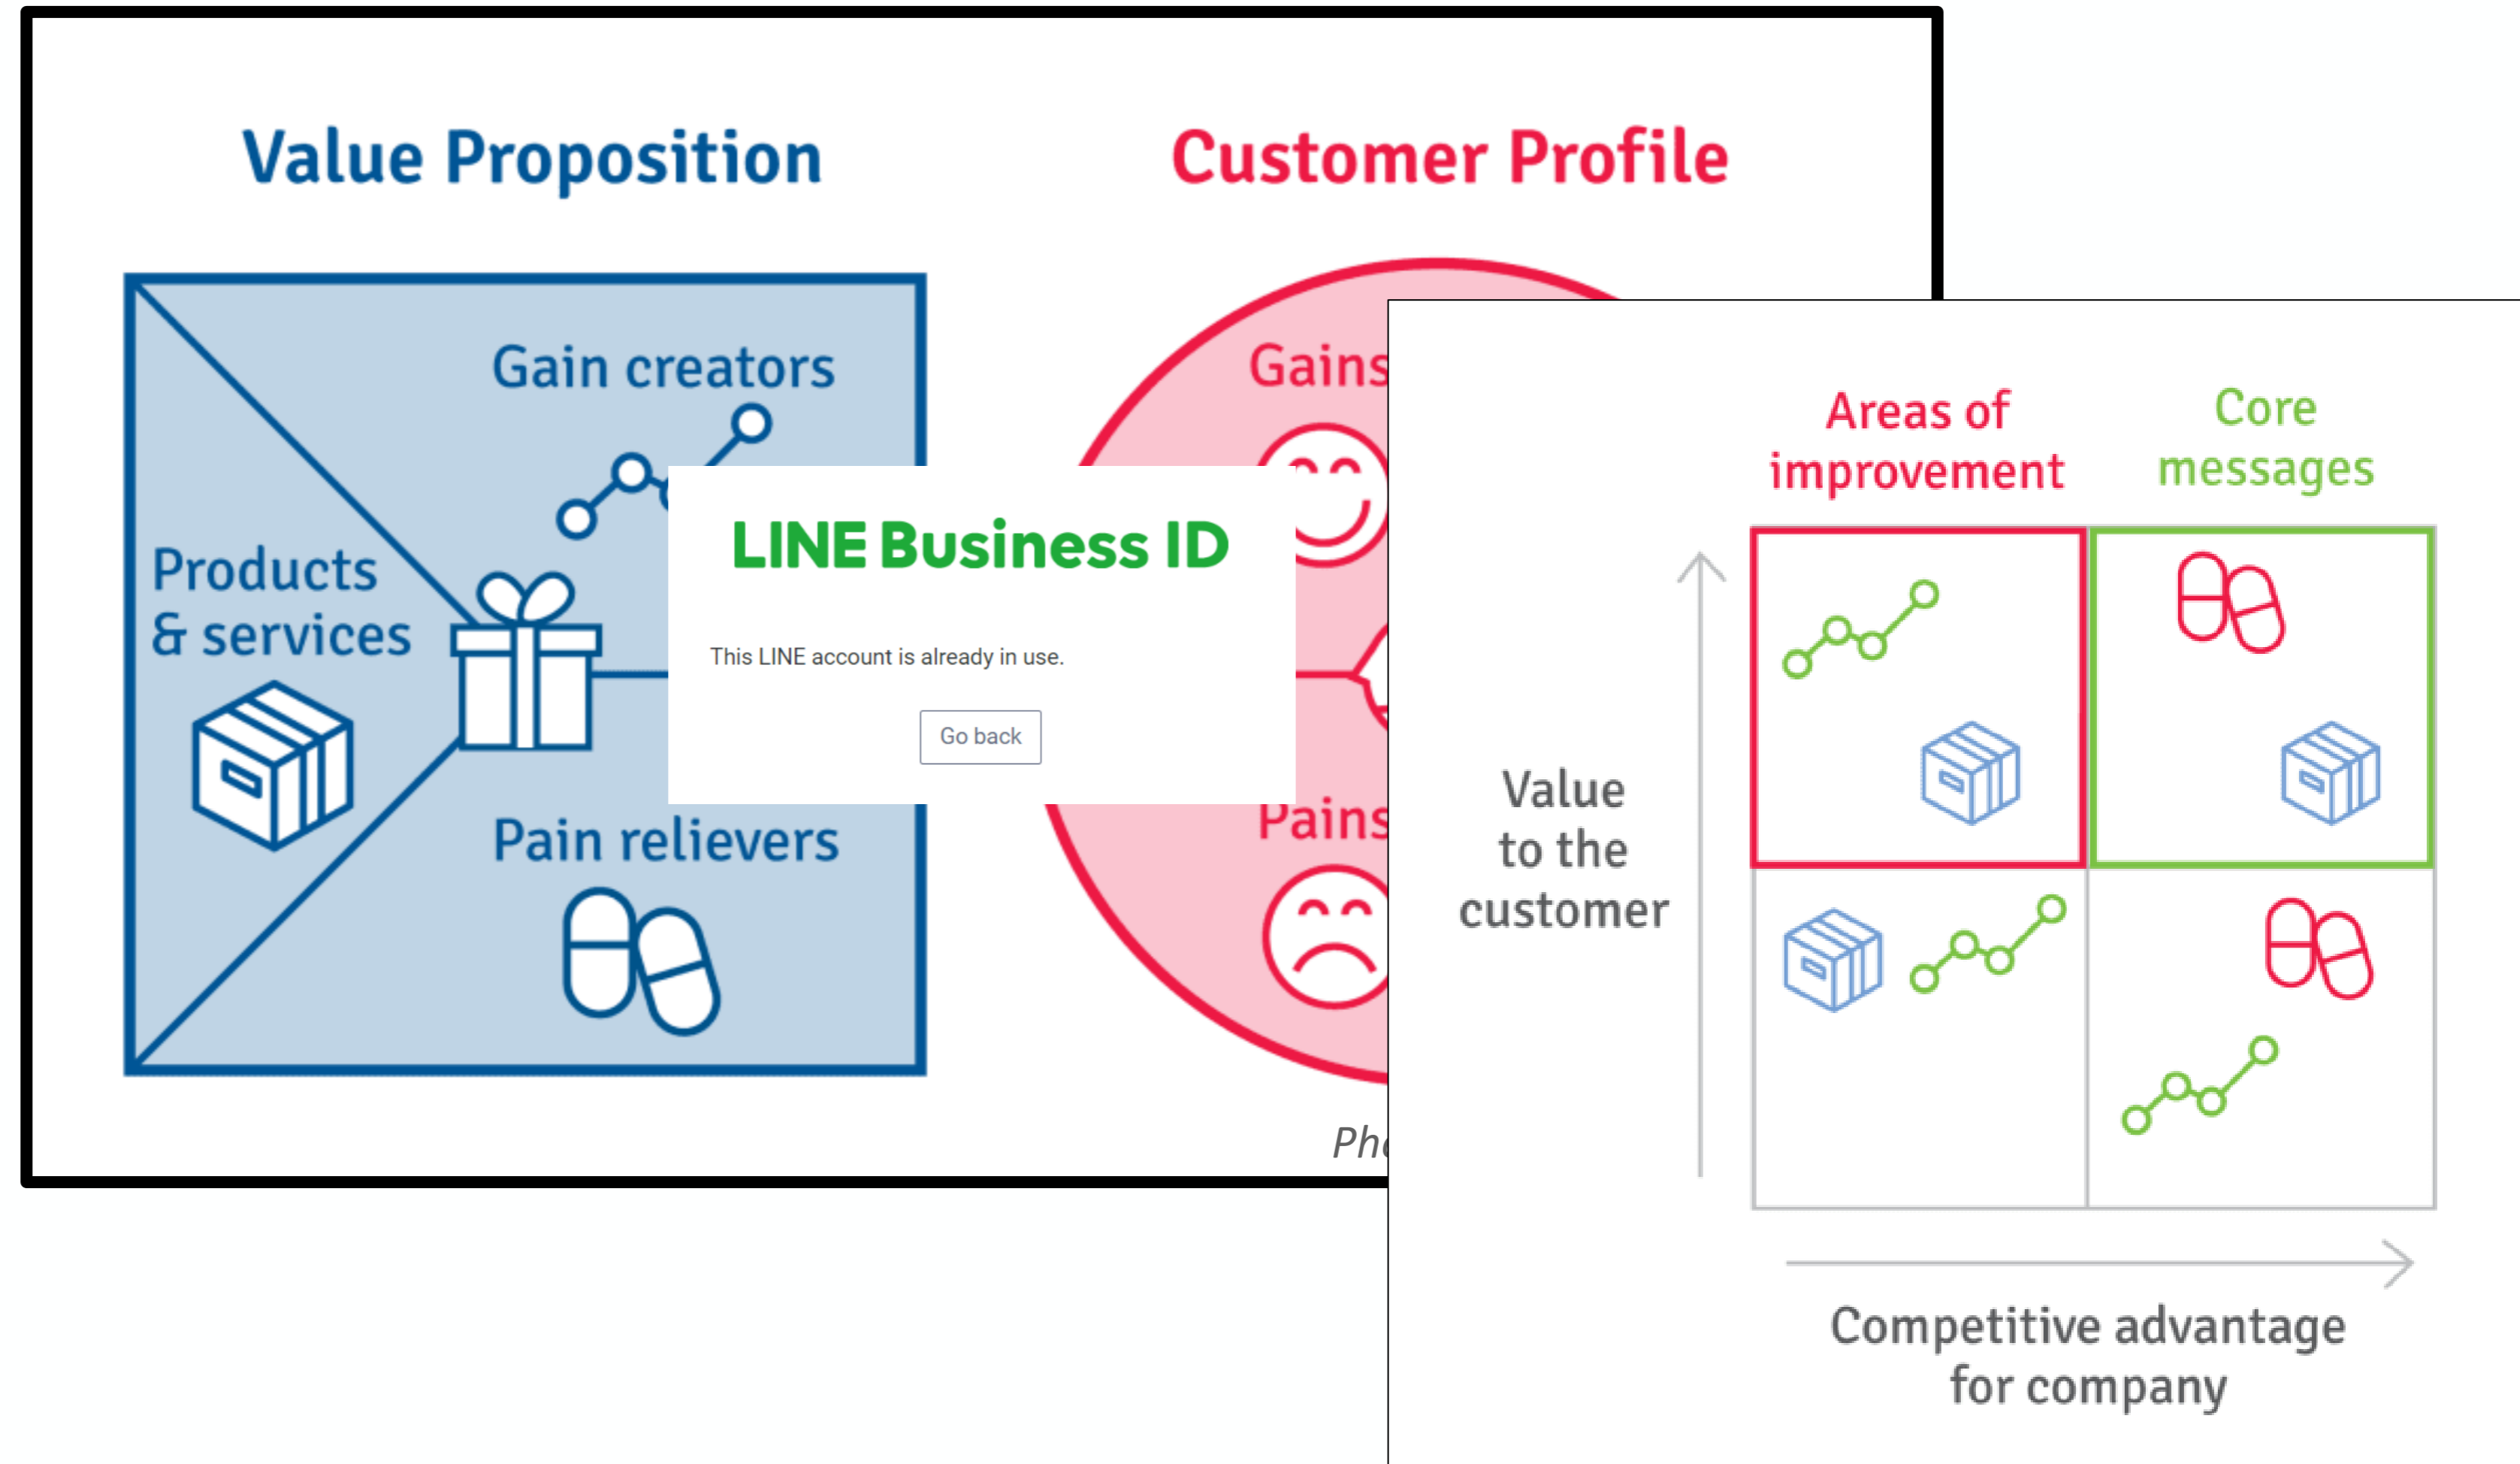 Value Proposition
Customer Profile
Gain creators
Products
& services
Pain relievers
Gains
Pains
LINE Business ID
This LINE account is already in use.
Go back
Areas of
improvement
Core
messages
Value
to the
customer
Competitive advantage
for company